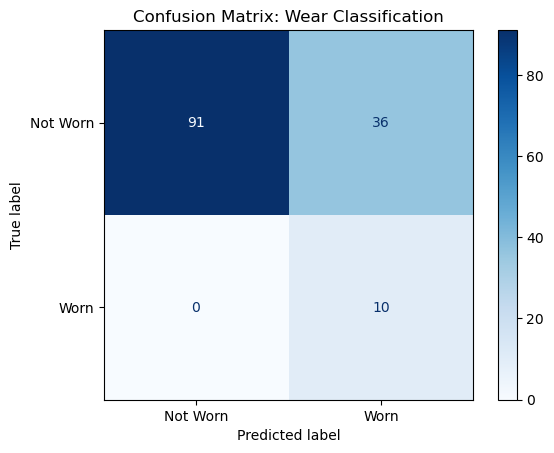 Confusion Matrix: Wear Classification
True label
Not Worn
91
36
Worn
0
10
Not Worn
Worn
Predicted label
80
60
40
20
0